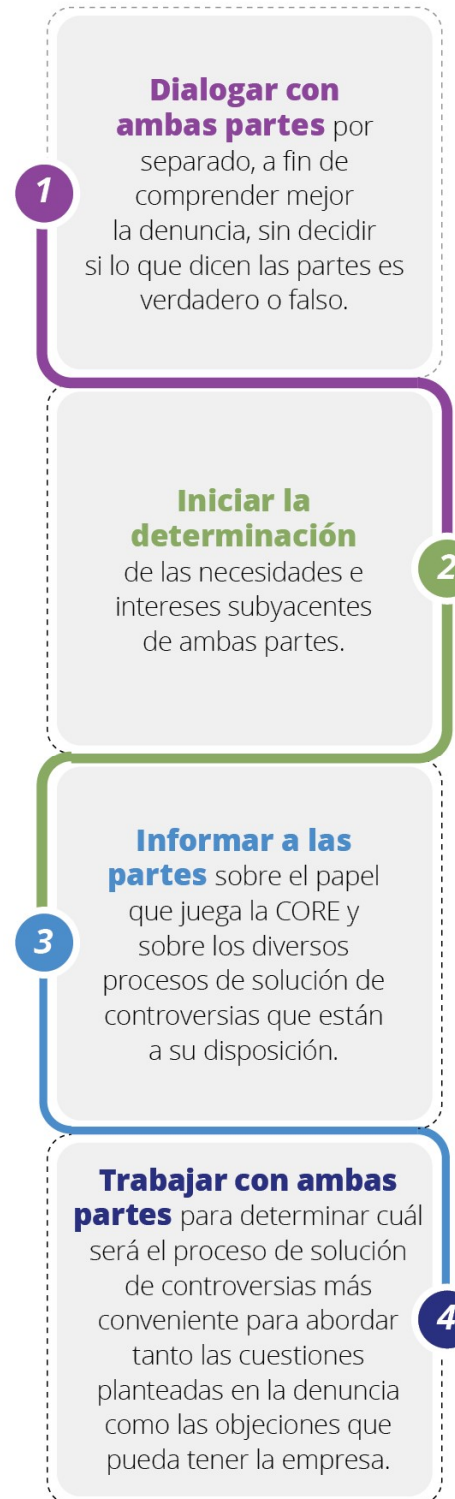 Dialogar con
ambas partes por
separado, a fin de
comprender mejor
la denuncia, sin decidir
si lo que dicen las partes es
verdadero o falso.
1
Iniciar la
determinación
de las necesidades e
intereses subyacentes
de ambas partes.
2
Informar a las
partes sobre el papel
que juega la CORE y
sobre los diversos
procesos de solución de
controversias que están
a su disposición.
3
Trabajar con ambas
partes para determinar cuál
será el proceso de solución
de controversias más
conveniente para abordar
tanto las cuestiones
planteadas en la denuncia
como las objeciones que
pueda tener la empresa.
4